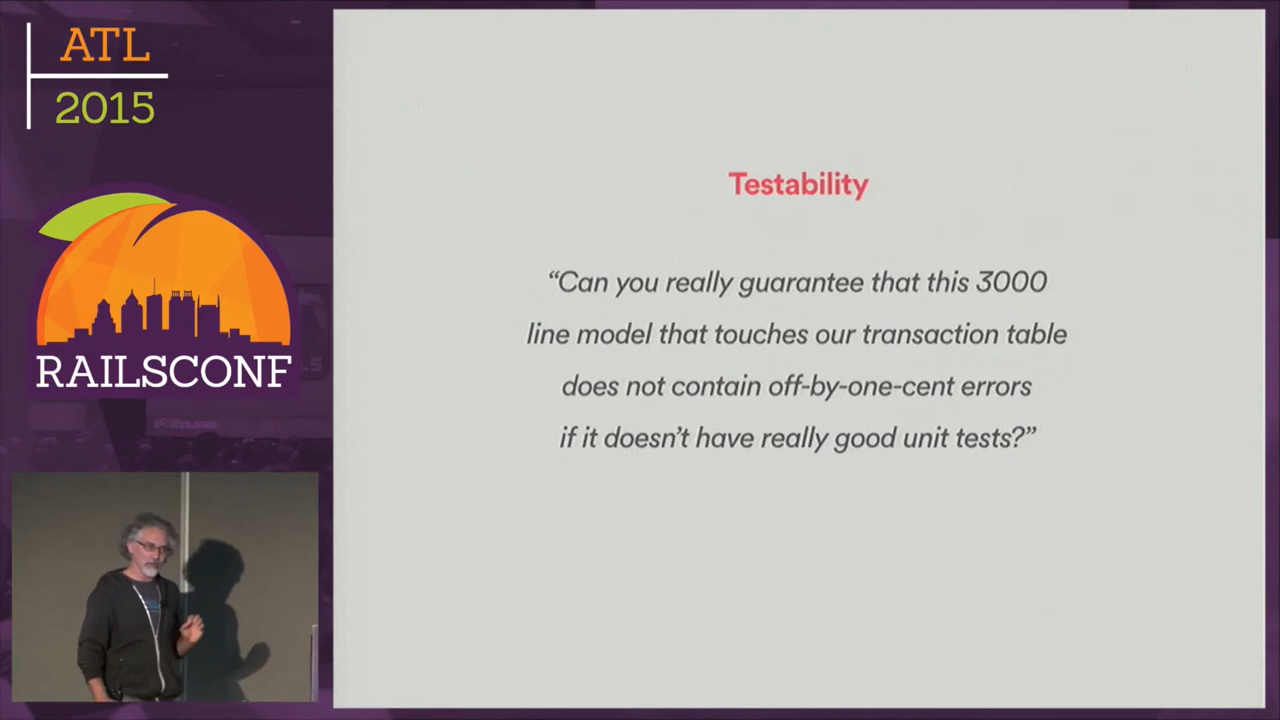 ATL
2015
RAILSCONF
Testability
“Can you really guarantee that this 3000
line model that touches our transaction table
does not contain off-by-one-cent errors
if it doesn’t have really good unit tests?”